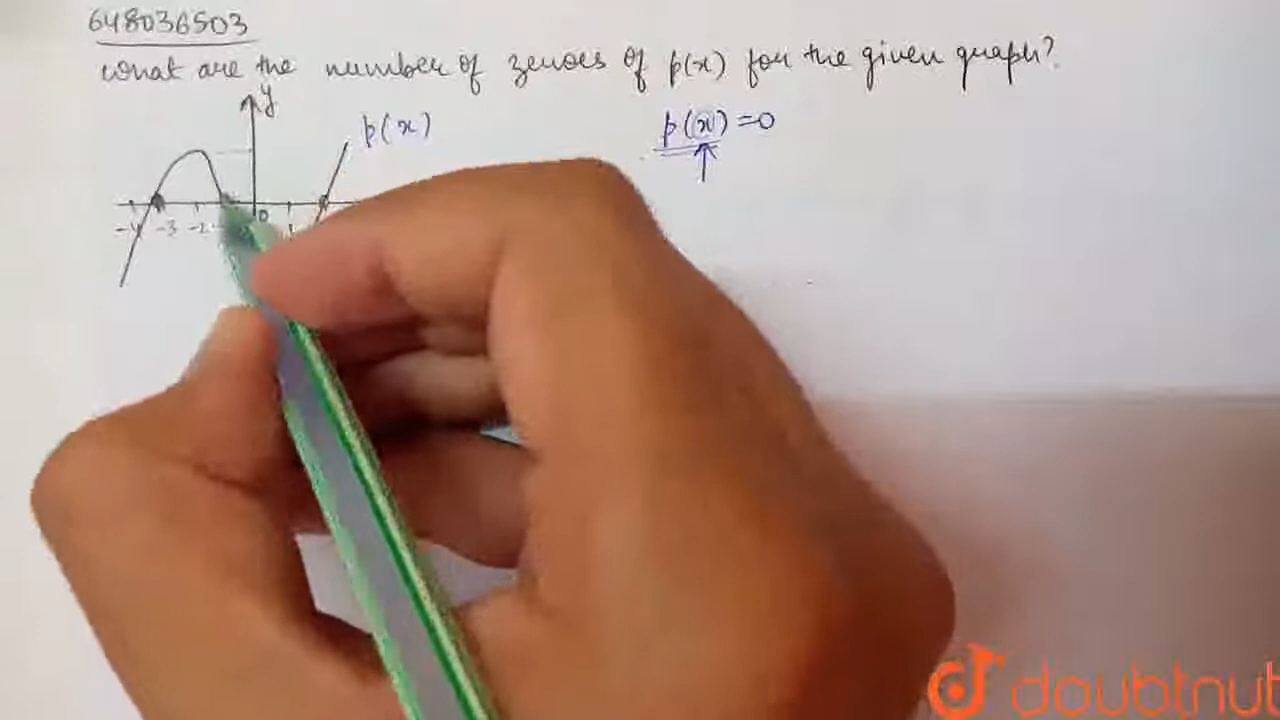 648036503
What are the number of zeroes of p(x) for the given graph?
y
p(x)
p(x) = 0
-4 -3 -2 0 1
doubtnut